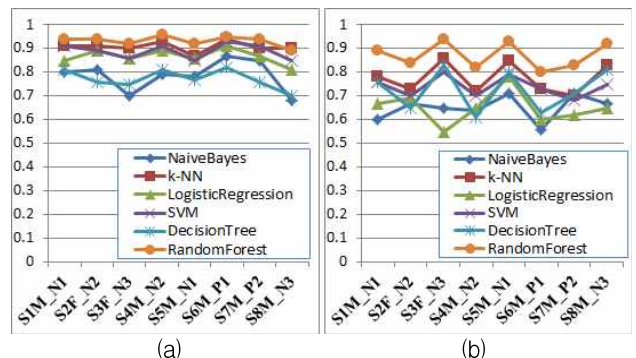 1
0.9
0.8
0.7
0.6
0.5
0.4
0.3
0.2
0.1
0
NaiveBayes
k-NN
LogisticRegression
SVM
DecisionTree
RandomForest
S1M_N1
S2F_N2
S3F_N3
S4M_N2
S5M_N1
S6M_P1
S7M_P2
S8M_N3
(a)
1
0.9
0.8
0.7
0.6
0.5
0.4
0.3
0.2
0.1
0
NaiveBayes
k-NN
LogisticRegression
SVM
DecisionTree
RandomForest
S1M_N1
S2F_N2
S3F_N3
S4M_N2
S5M_N1
S6M_P1
S7M_P2
S8M_N3
(b)